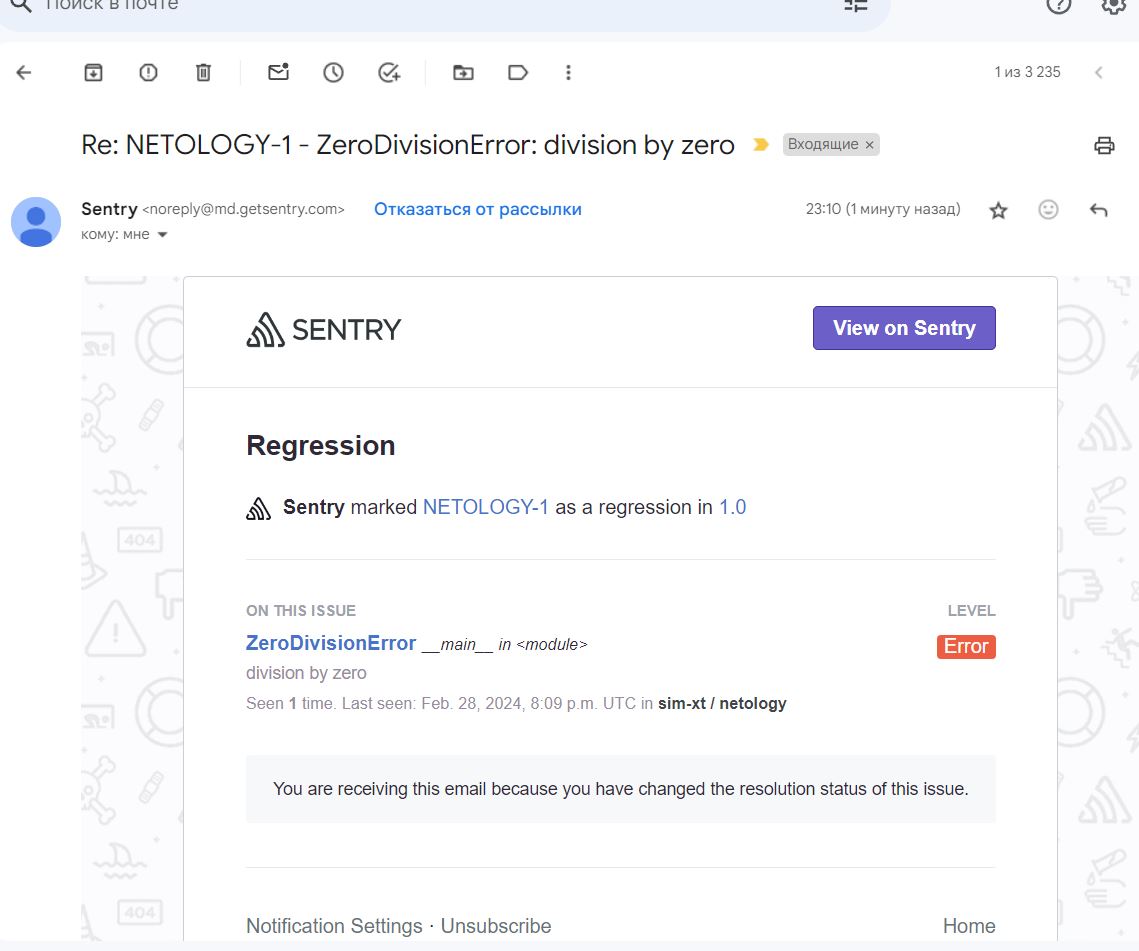 Поиск в почте
1 из 3 235
Re: NETOLOGY-1 - ZeroDivisionError: division by zero
Входящие ×
Sentry <noreply@md.getsentry.com> Отказаться от рассылки 23:10 (1 минуту назад)
кому: мне
SENTRY
View on Sentry
Regression
Sentry marked NETOLOGY-1 as a regression in 1.0
ON THIS ISSUE LEVEL
ZeroDivisionError __main__ in <module> Error
division by zero
Seen 1 time. Last seen: Feb. 28, 2024, 8:09 p.m. UTC in sim-xt / netology
You are receiving this email because you have changed the resolution status of this issue.
Notification Settings · Unsubscribe Home
404
404